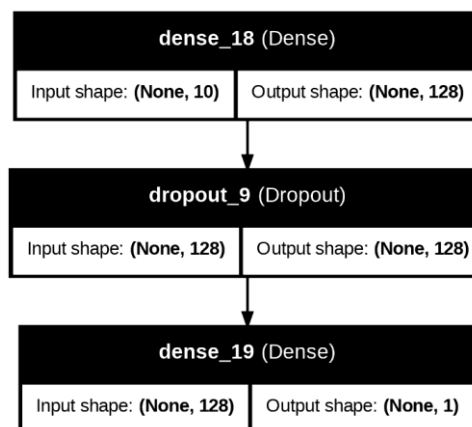 dense_18 (Dense)
Input shape: (None, 10) Output shape: (None, 128)
dropout_9 (Dropout)
Input shape: (None, 128) Output shape: (None, 128)
dense_19 (Dense)
Input shape: (None, 128) Output shape: (None, 1)